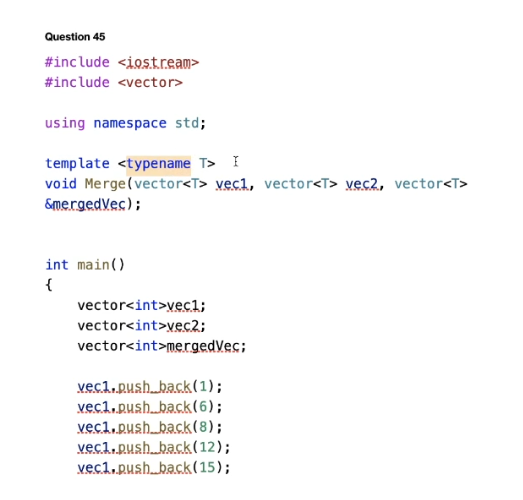 Question 45
#include <iostream>
#include <vector>
using namespace std;
template <typename T>
void Merge(vector<T> vec1, vector<T> vec2, vector<T>
&mergedVec);
int main()
{
vector<int>vec1;
vector<int>vec2;
vector<int>mergedVec;
vec1.push_back(1);
vec1.push_back(6);
vec1.push_back(8);
vec1.push_back(12);
vec1.push_back(15);